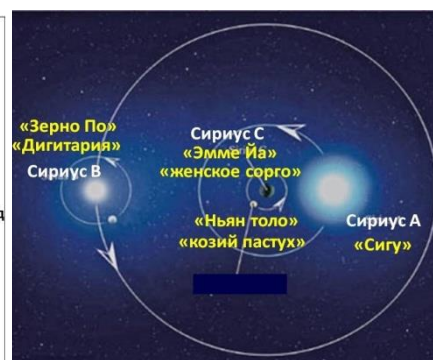 «Зерно По»
«Дигитария»
Сириус В
Сириус С
«Эмме Йа»
«женское сорго»
«Ньян толо»
«козий пастух»
Сириус А
«Сигу»
д